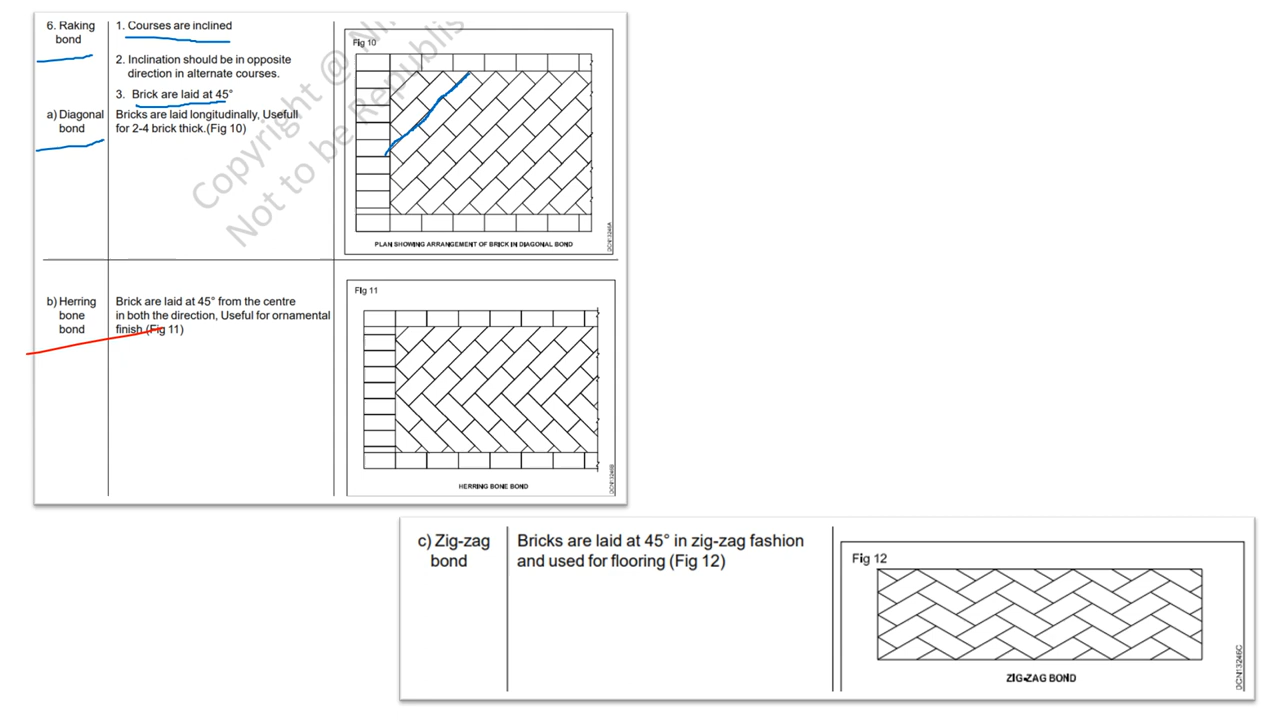 6. Raking
bond
1. Courses are inclined
2. Inclination should be in opposite
direction in alternate courses.
3. Brick are laid at 45°
a) Diagonal
bond
Bricks are laid longitudinally, Usefull
for 2-4 brick thick.(Fig 10)
Copyright @ NI
Not to be Republis
Fig 10
PLAN SHOWING ARRANGEMENT OF BRICK IN DIAGONAL BOND
b) Herring
bone
bond
Brick are laid at 45° from the centre
in both the direction, Useful for ornamental
finish (Fig 11)
Fig 11
HERRING BONE BOND
c) Zig-zag
bond
Bricks are laid at 45° in zig-zag fashion
and used for flooring (Fig 12)
Fig 12
ZIG-ZAG BOND
DCN13246C